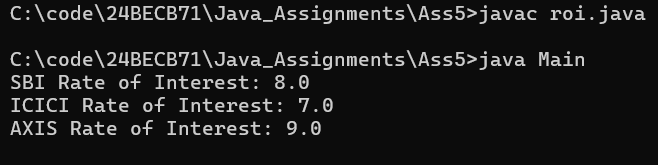 C:\code\24BECB71\Java_Assignments\Ass5>javac roi.java
C:\code\24BECB71\Java_Assignments\Ass5>java Main
SBI Rate of Interest: 8.0
ICICI Rate of Interest: 7.0
AXIS Rate of Interest: 9.0